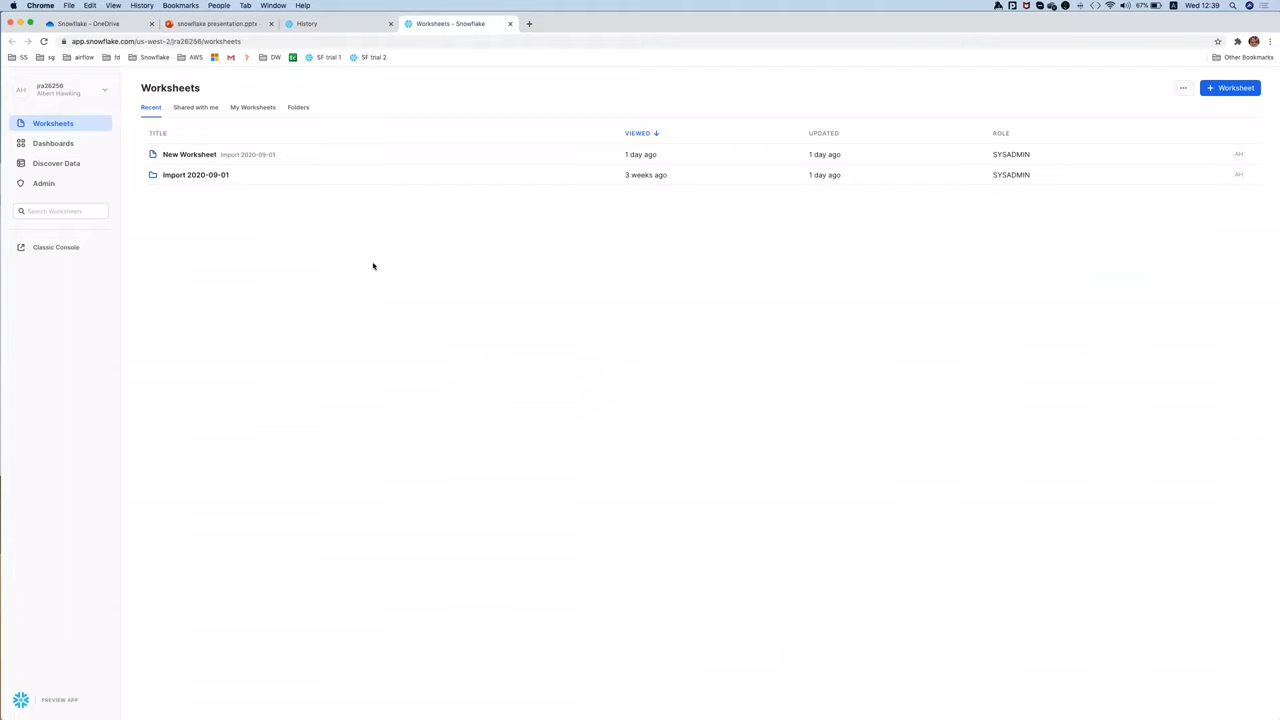 Chrome File Edit View History Bookmarks People Tab Window Help 67% Wed 12:39
Snowflake - OneDrive snowflake presentation.pptx - History Worksheets - Snowflake
app.snowflake.com/us-west-2/jra26256/worksheets
SS sg airflow fd Snowflake AWS DW SF trial 1 SF trial 2 Other Bookmarks
AH jra26256
Albert Hawking
Worksheets
Dashboards
Discover Data
Admin
Search Worksheets
Classic Console
PREVIEW APP
Worksheets ... + Worksheet
Recent Shared with me My Worksheets Folders
TITLE VIEWED UPDATED ROLE
New Worksheet Import 2020-09-01 1 day ago 1 day ago SYSADMIN AH
Import 2020-09-01 3 weeks ago 1 day ago SYSADMIN AH